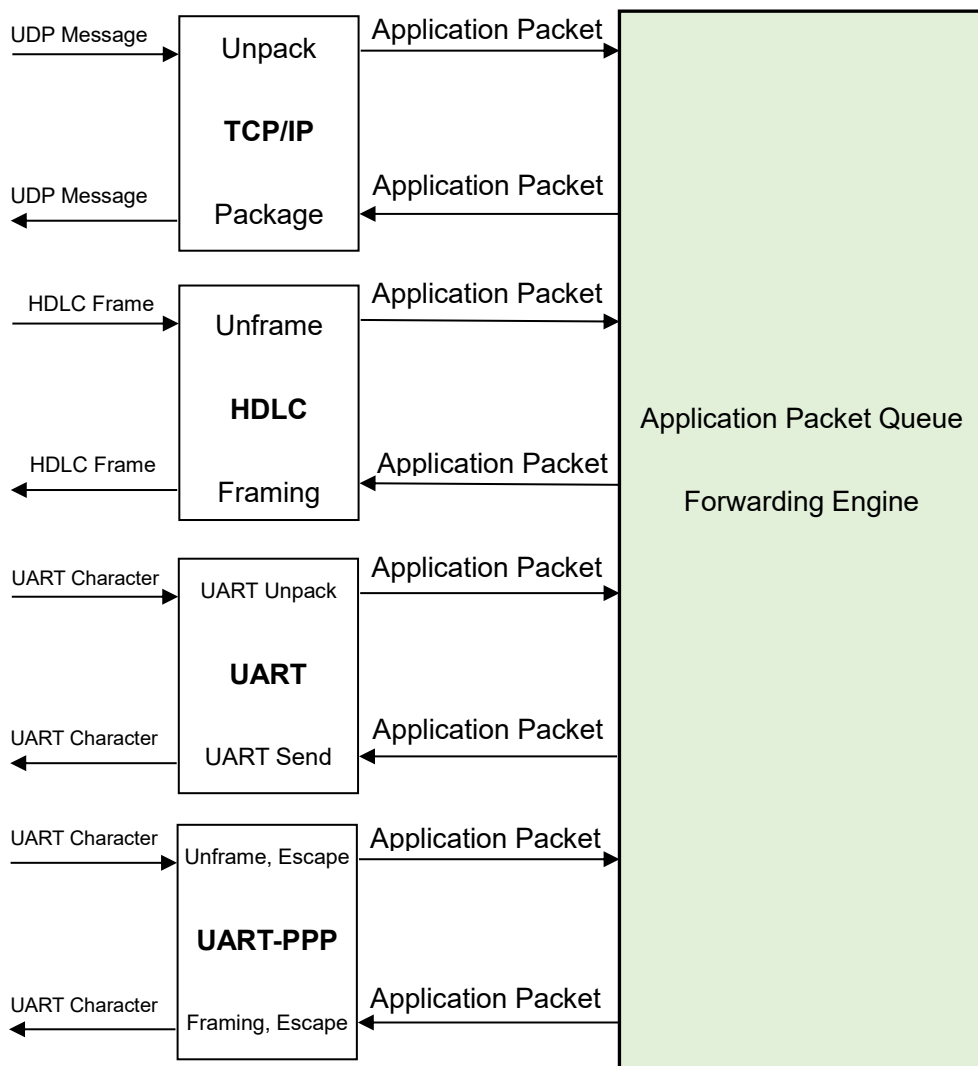 UDP Message
Unpack
Application Packet
TCP/IP
UDP Message
Package
Application Packet
HDLC Frame
Unframe
Application Packet
HDLC
HDLC Frame
Framing
Application Packet
UART Character
UART Unpack
Application Packet
UART
UART Character
UART Send
Application Packet
UART Character
Unframe, Escape
Application Packet
UART-PPP
UART Character
Framing, Escape
Application Packet
Application Packet Queue
Forwarding Engine